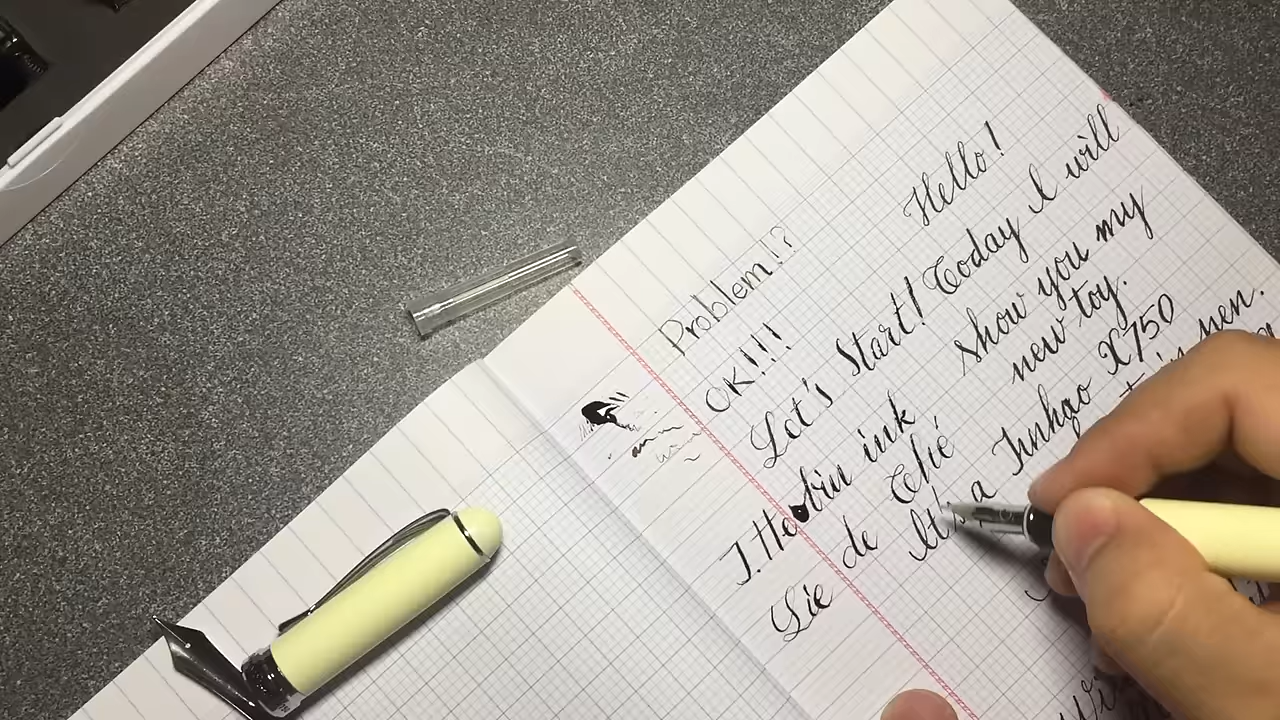 Hello!
Problem!?
OK!!!
Let's Start! Today I will
show you my
new toy.
It's a Jinhao X750
pen.
J. Herbin ink
Lie de Thé